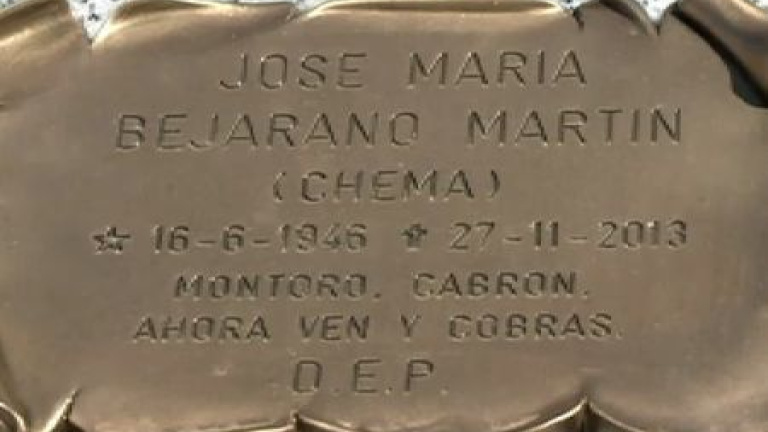 JOSE MARIA
BEJARANO MARTIN
(CHEMA)
☆ 16-6-1946 ✝ 27-11-2013
MONTORO. CABRON.
AHORA VEN Y COBRAS.
D.E.P.